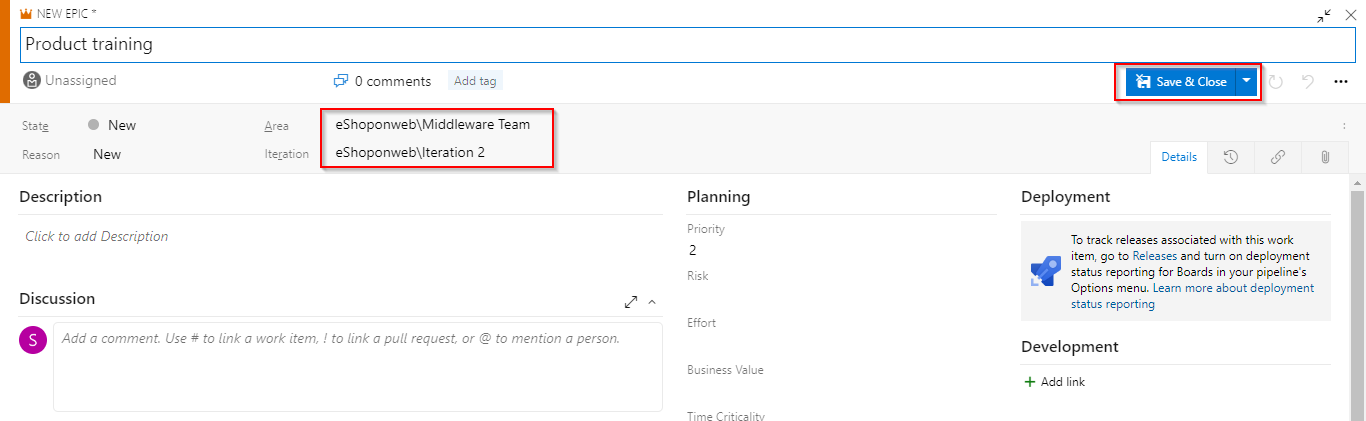 NEW EPIC *
Product training
Unassigned
0 comments
Add tag
Save & Close
State
New
Area
eShoponweb\Middleware Team
Reason
New
Iteration
eShoponweb\Iteration 2
Details
Description
Click to add Description
Discussion
S
Add a comment. Use # to link a work item, ! to link a pull request, or @ to mention a person.
Planning
Priority
2
Risk
Effort
Business Value
Time Criticality
Deployment
To track releases associated with this work
item, go to Releases and turn on deployment
status reporting for Boards in your pipeline's
Options menu. Learn more about deployment
status reporting
Development
+ Add link